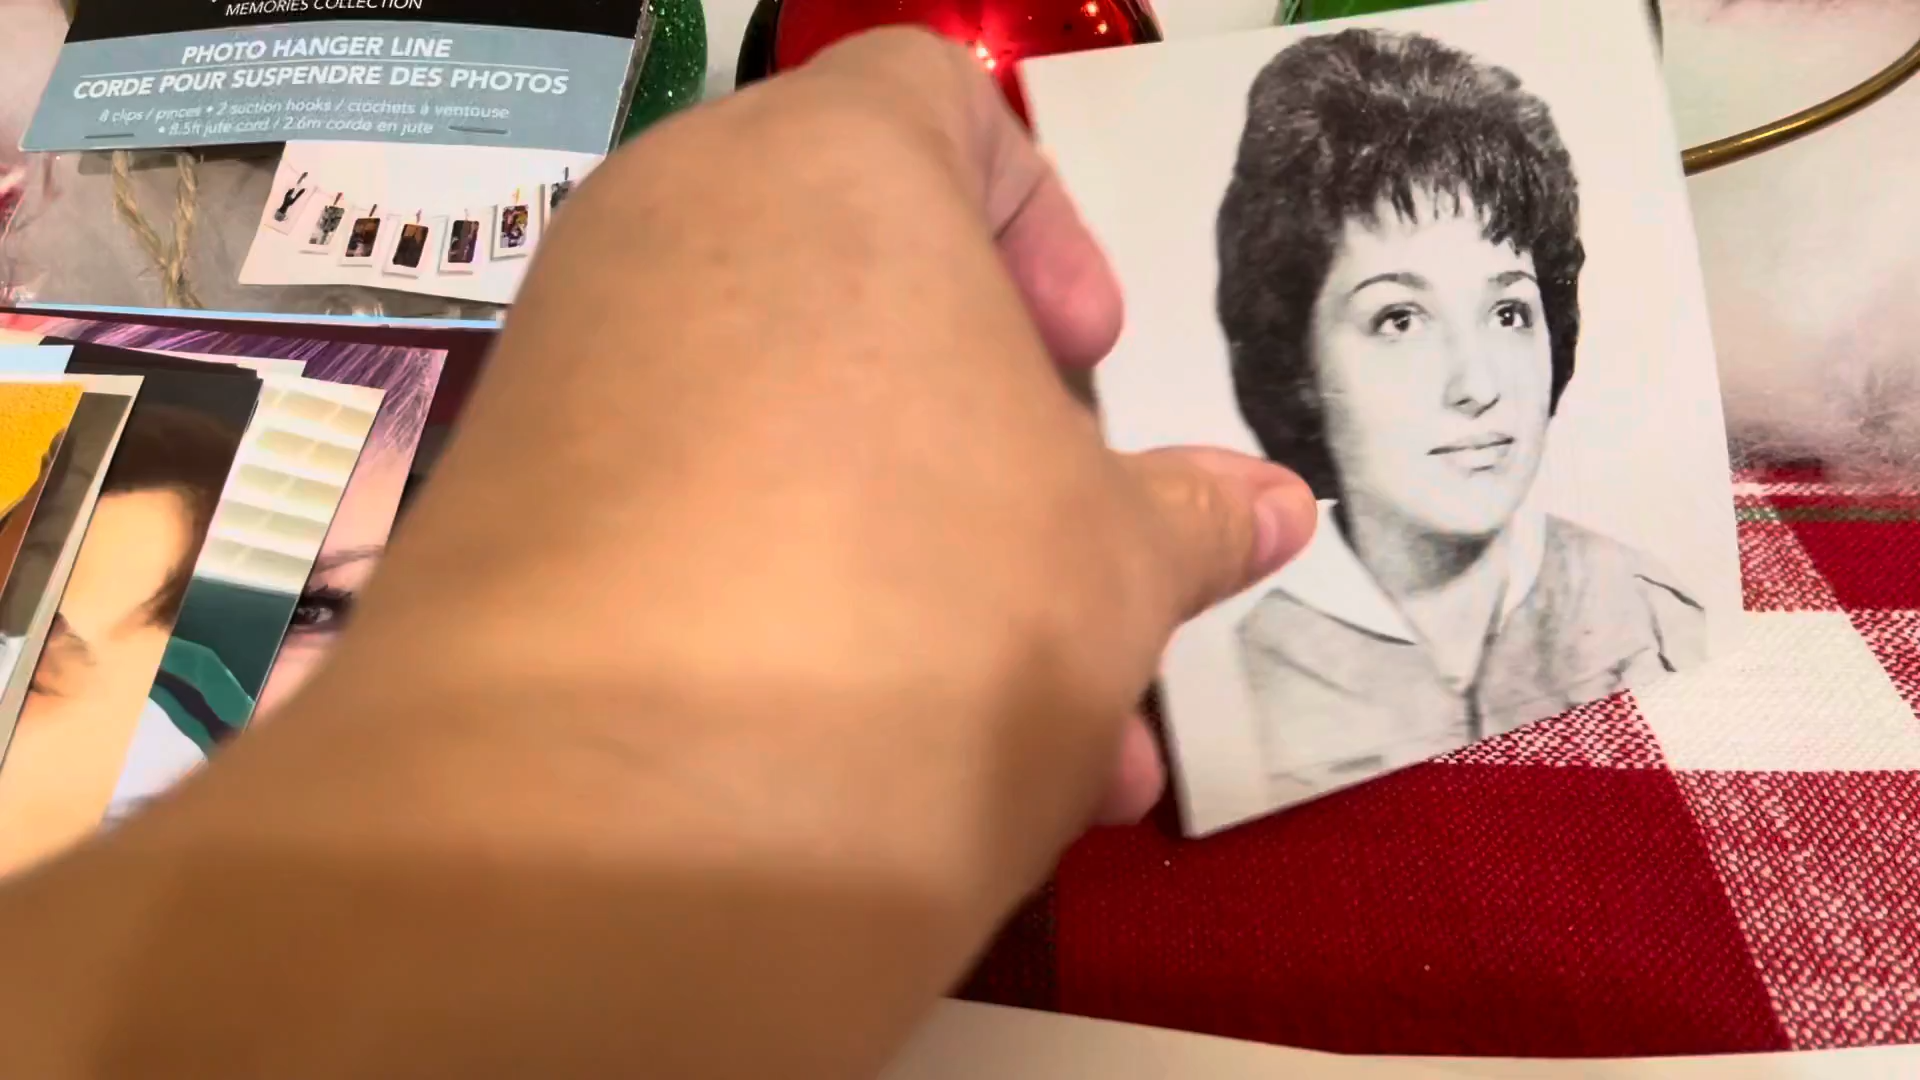 MEMORIES COLLECTION
PHOTO HANGER LINE
CORDE POUR SUSPENDRE DES PHOTOS
8 clips / pinces • 2 suction hooks / crochets à ventouse
• 8.5ft jute cord / 2.6m corde en jute